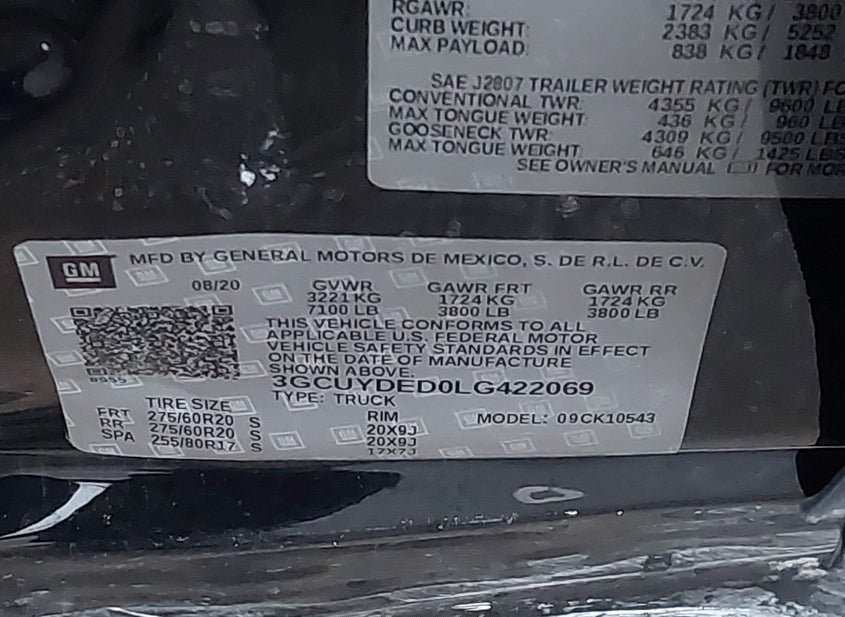 RGAWR: 1724 KG/ 3800
CURB WEIGHT: 2383 KG/ 5252
MAX PAYLOAD: 838 KG/ 1848
SAE J2807 TRAILER WEIGHT RATING (TWR) FO
CONVENTIONAL TWR: 4355 KG/ 9600 LB
MAX TONGUE WEIGHT: 436 KG/ 960 LB
GOOSENECK TWR: 4309 KG/ 9500 LBS
MAX TONGUE WEIGHT: 646 KG/ 1425 LBS
SEE OWNER'S MANUAL FOR MOR
GM MFD BY GENERAL MOTORS DE MEXICO, S. DE R.L. DE C.V.
08/20 GVWR GAWR FRT GAWR RR
3221 KG 1724 KG 1724 KG
7100 LB 3800 LB 3800 LB
THIS VEHICLE CONFORMS TO ALL
APPLICABLE U.S. FEDERAL MOTOR
VEHICLE SAFETY STANDARDS IN EFFECT
ON THE DATE OF MANUFACTURE
SHOWN ABOVE.
3GCUYDED0LG422069
TYPE: TRUCK
TIRE SIZE RIM MODEL: 09CK10543
FRT 275/60R20 S 20X9J
RR 275/60R20 S 20X9J
SPA 255/80R17 S 17X7J